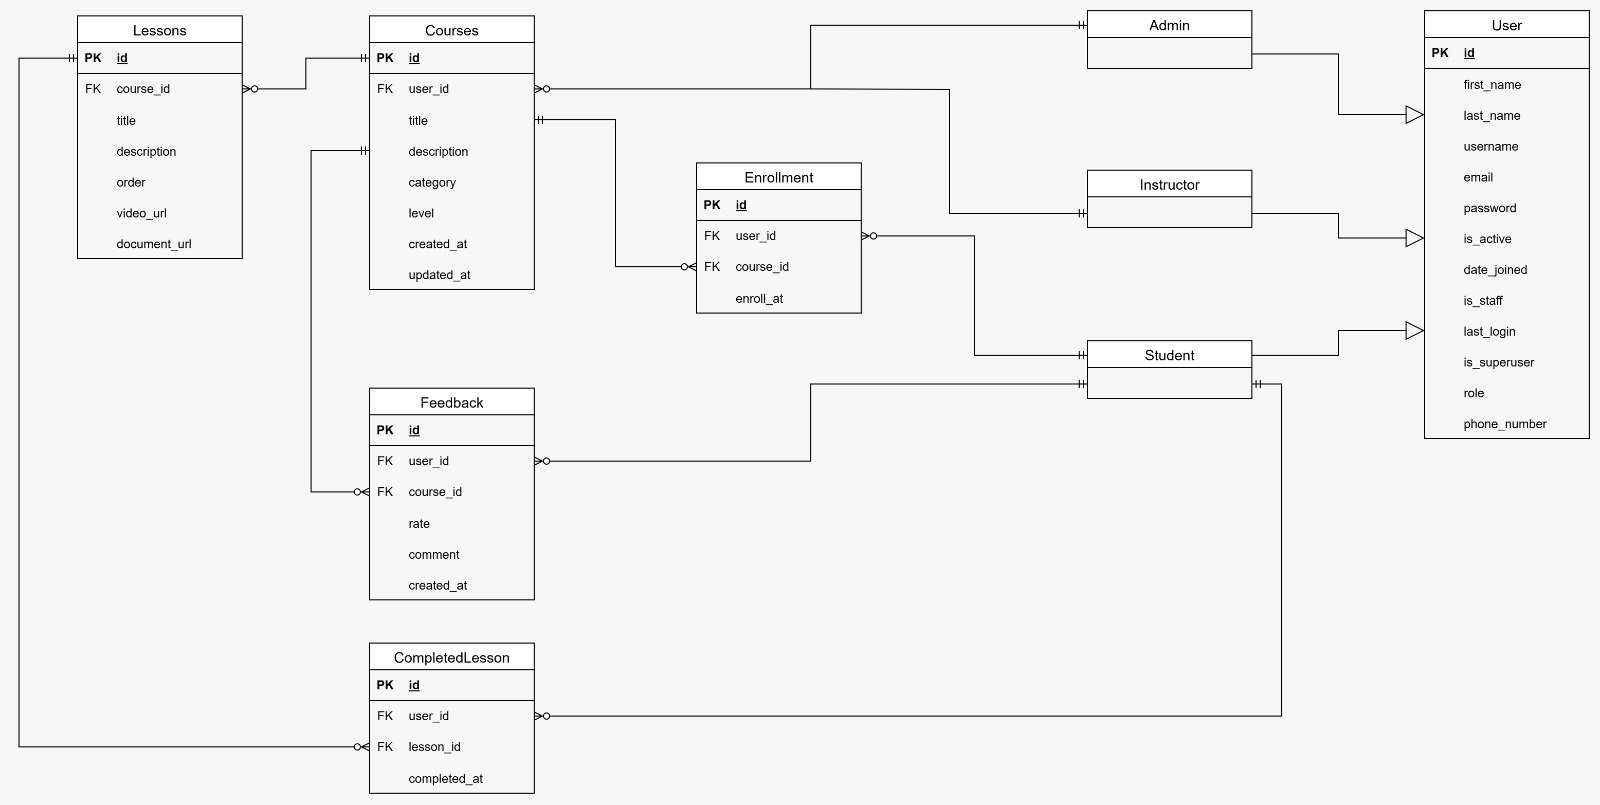 Lessons
PK id
FK course_id
title
description
order
video_url
document_url
Courses
PK id
FK user_id
title
description
category
level
created_at
updated_at
Enrollment
PK id
FK user_id
FK course_id
enroll_at
Admin
Instructor
Student
User
PK id
first_name
last_name
username
email
password
is_active
date_joined
is_staff
last_login
is_superuser
role
phone_number
Feedback
PK id
FK user_id
FK course_id
rate
comment
created_at
CompletedLesson
PK id
FK user_id
FK lesson_id
completed_at